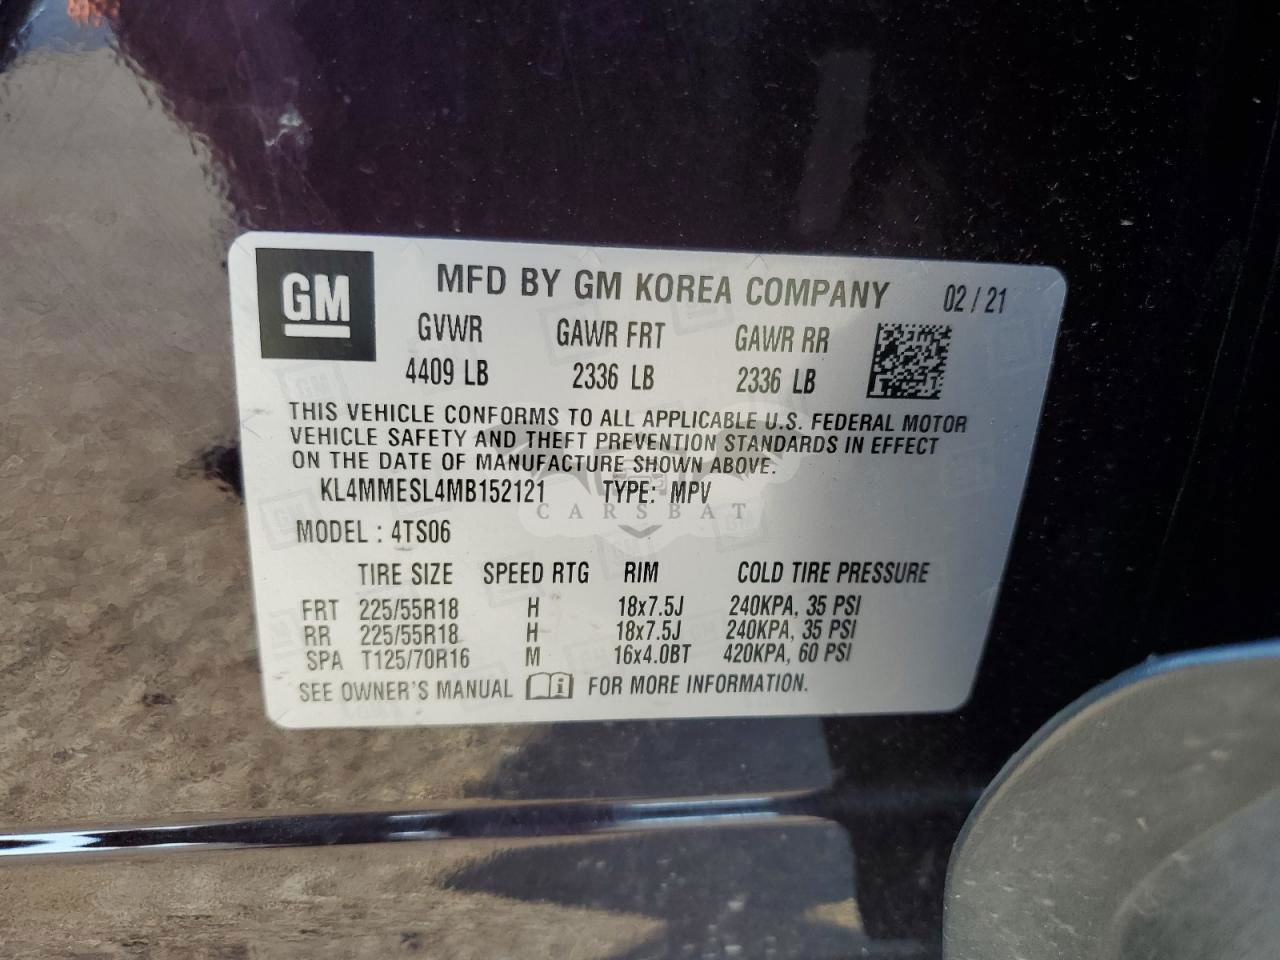 GM
MFD BY GM KOREA COMPANY 02 / 21
GVWR GAWR FRT GAWR RR
4409 LB 2336 LB 2336 LB
THIS VEHICLE CONFORMS TO ALL APPLICABLE U.S. FEDERAL MOTOR
VEHICLE SAFETY AND THEFT PREVENTION STANDARDS IN EFFECT
ON THE DATE OF MANUFACTURE SHOWN ABOVE.
KL4MMESL4MB152121 TYPE: MPV
CARSBAT
MODEL : 4TS06
TIRE SIZE SPEED RTG RIM COLD TIRE PRESSURE
FRT 225/55R18 H 18x7.5J 240KPA, 35 PSI
RR 225/55R18 H 18x7.5J 240KPA, 35 PSI
SPA T125/70R16 M 16x4.0BT 420KPA, 60 PSI
SEE OWNER'S MANUAL i FOR MORE INFORMATION.